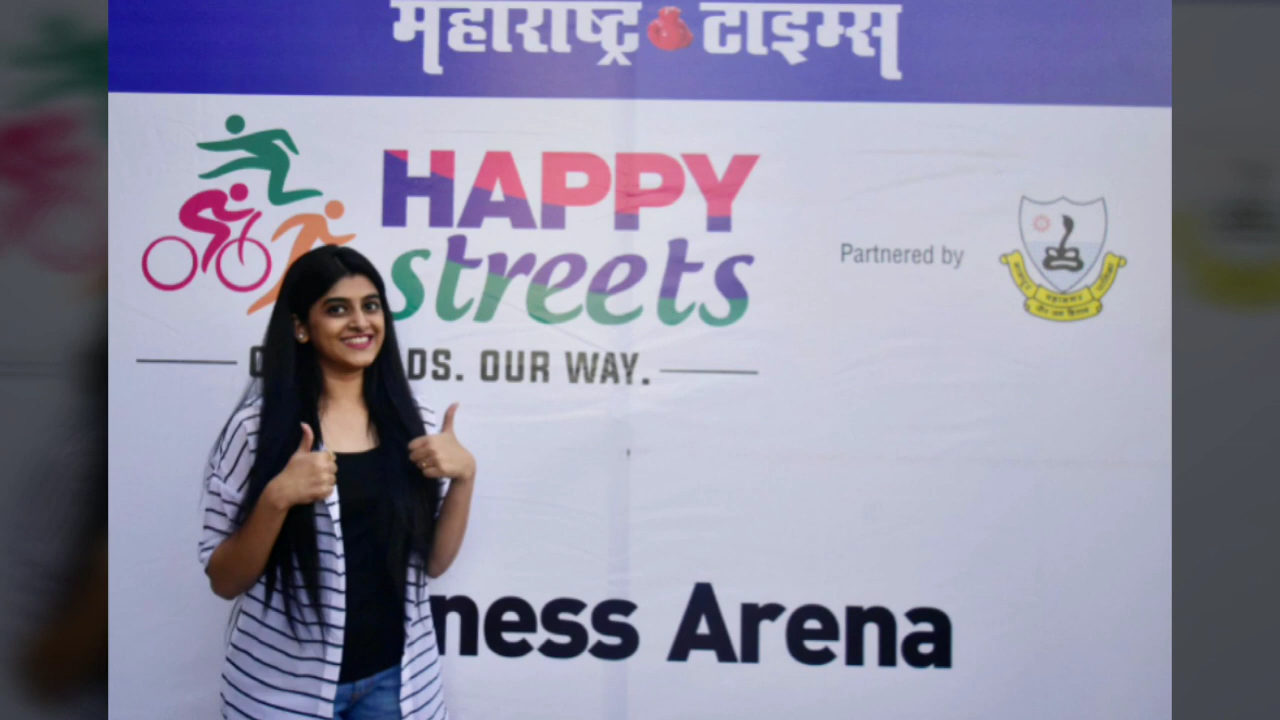 महाराष्ट्र टाइम्स
HAPPY
streets
DS. OUR WAY.
Partnered by
ness Arena